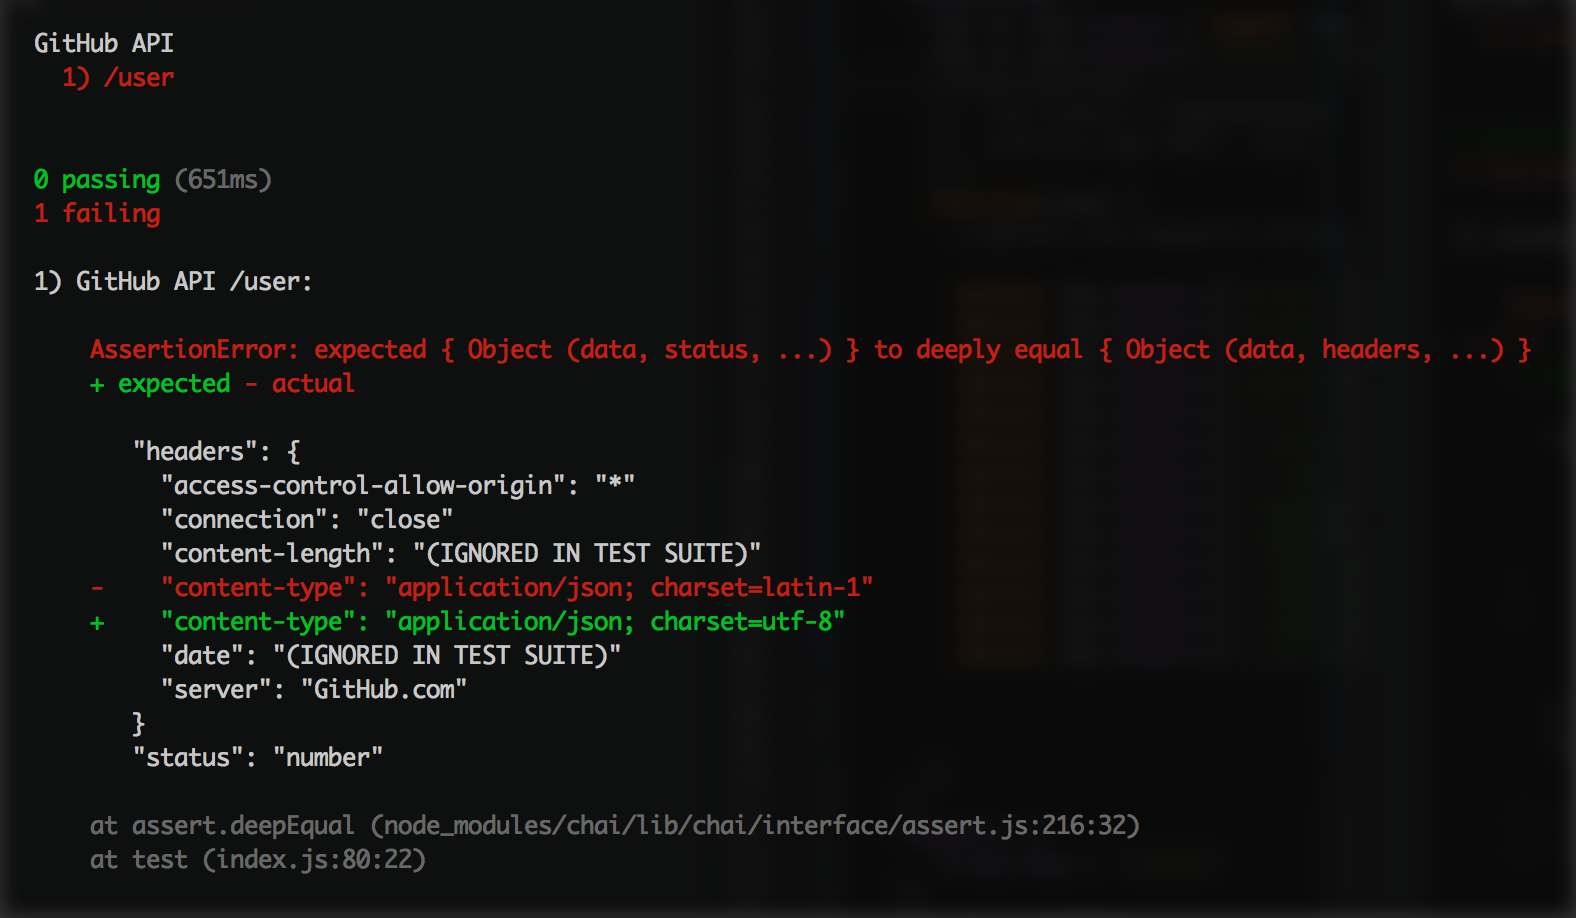 GitHub API
1) /user
0 passing (651ms)
1 failing
1) GitHub API /user:
AssertionError: expected { Object (data, status, ...) } to deeply equal { Object (data, headers, ...) }
+ expected - actual
"headers": {
"access-control-allow-origin": "*"
"connection": "close"
"content-length": "(IGNORED IN TEST SUITE)"
- "content-type": "application/json; charset=latin-1"
+ "content-type": "application/json; charset=utf-8"
"date": "(IGNORED IN TEST SUITE)"
"server": "GitHub.com"
}
"status": "number"
at assert.deepEqual (node_modules/chai/lib/chai/interface/assert.js:216:32)
at test (index.js:80:22)